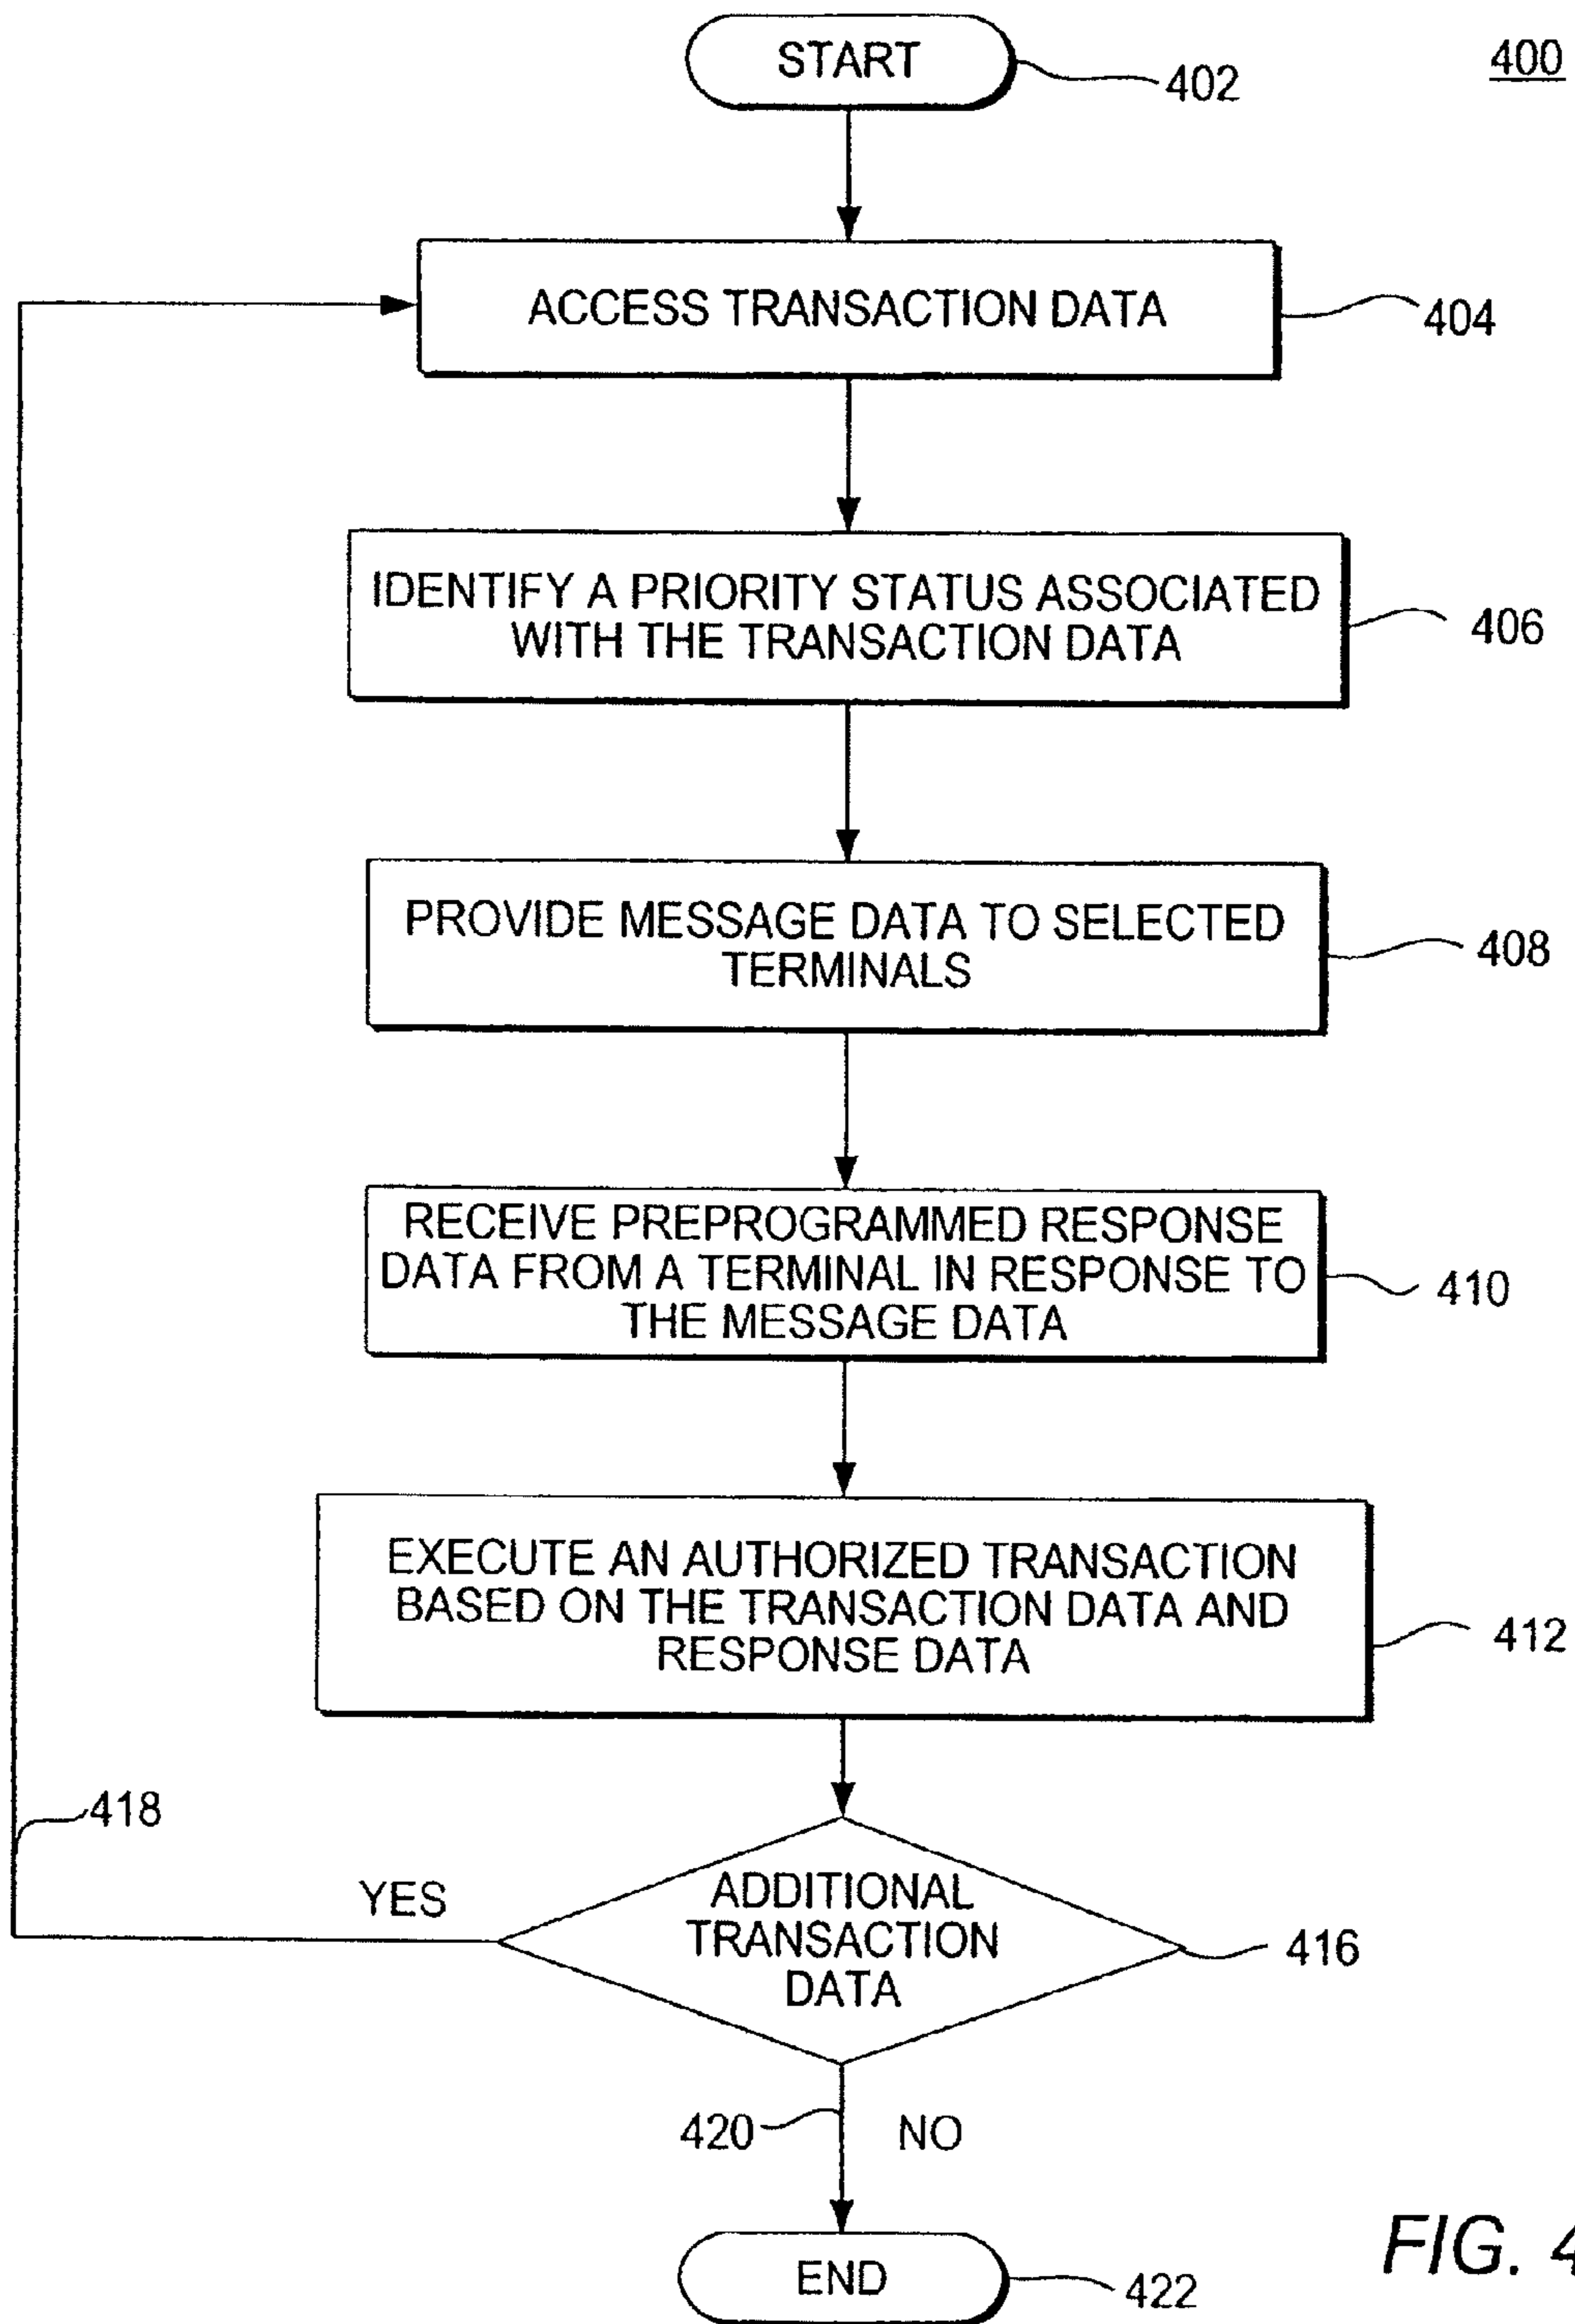 START
402
400
ACCESS TRANSACTION DATA
404
IDENTIFY A PRIORITY STATUS ASSOCIATED
WITH THE TRANSACTION DATA
406
PROVIDE MESSAGE DATA TO SELECTED
TERMINALS
408
RECEIVE PREPROGRAMMED RESPONSE
DATA FROM A TERMINAL IN RESPONSE TO
THE MESSAGE DATA
410
EXECUTE AN AUTHORIZED TRANSACTION
BASED ON THE TRANSACTION DATA AND
RESPONSE DATA
412
418
YES
ADDITIONAL
TRANSACTION
DATA
416
420
NO
END
422
FIG. 4